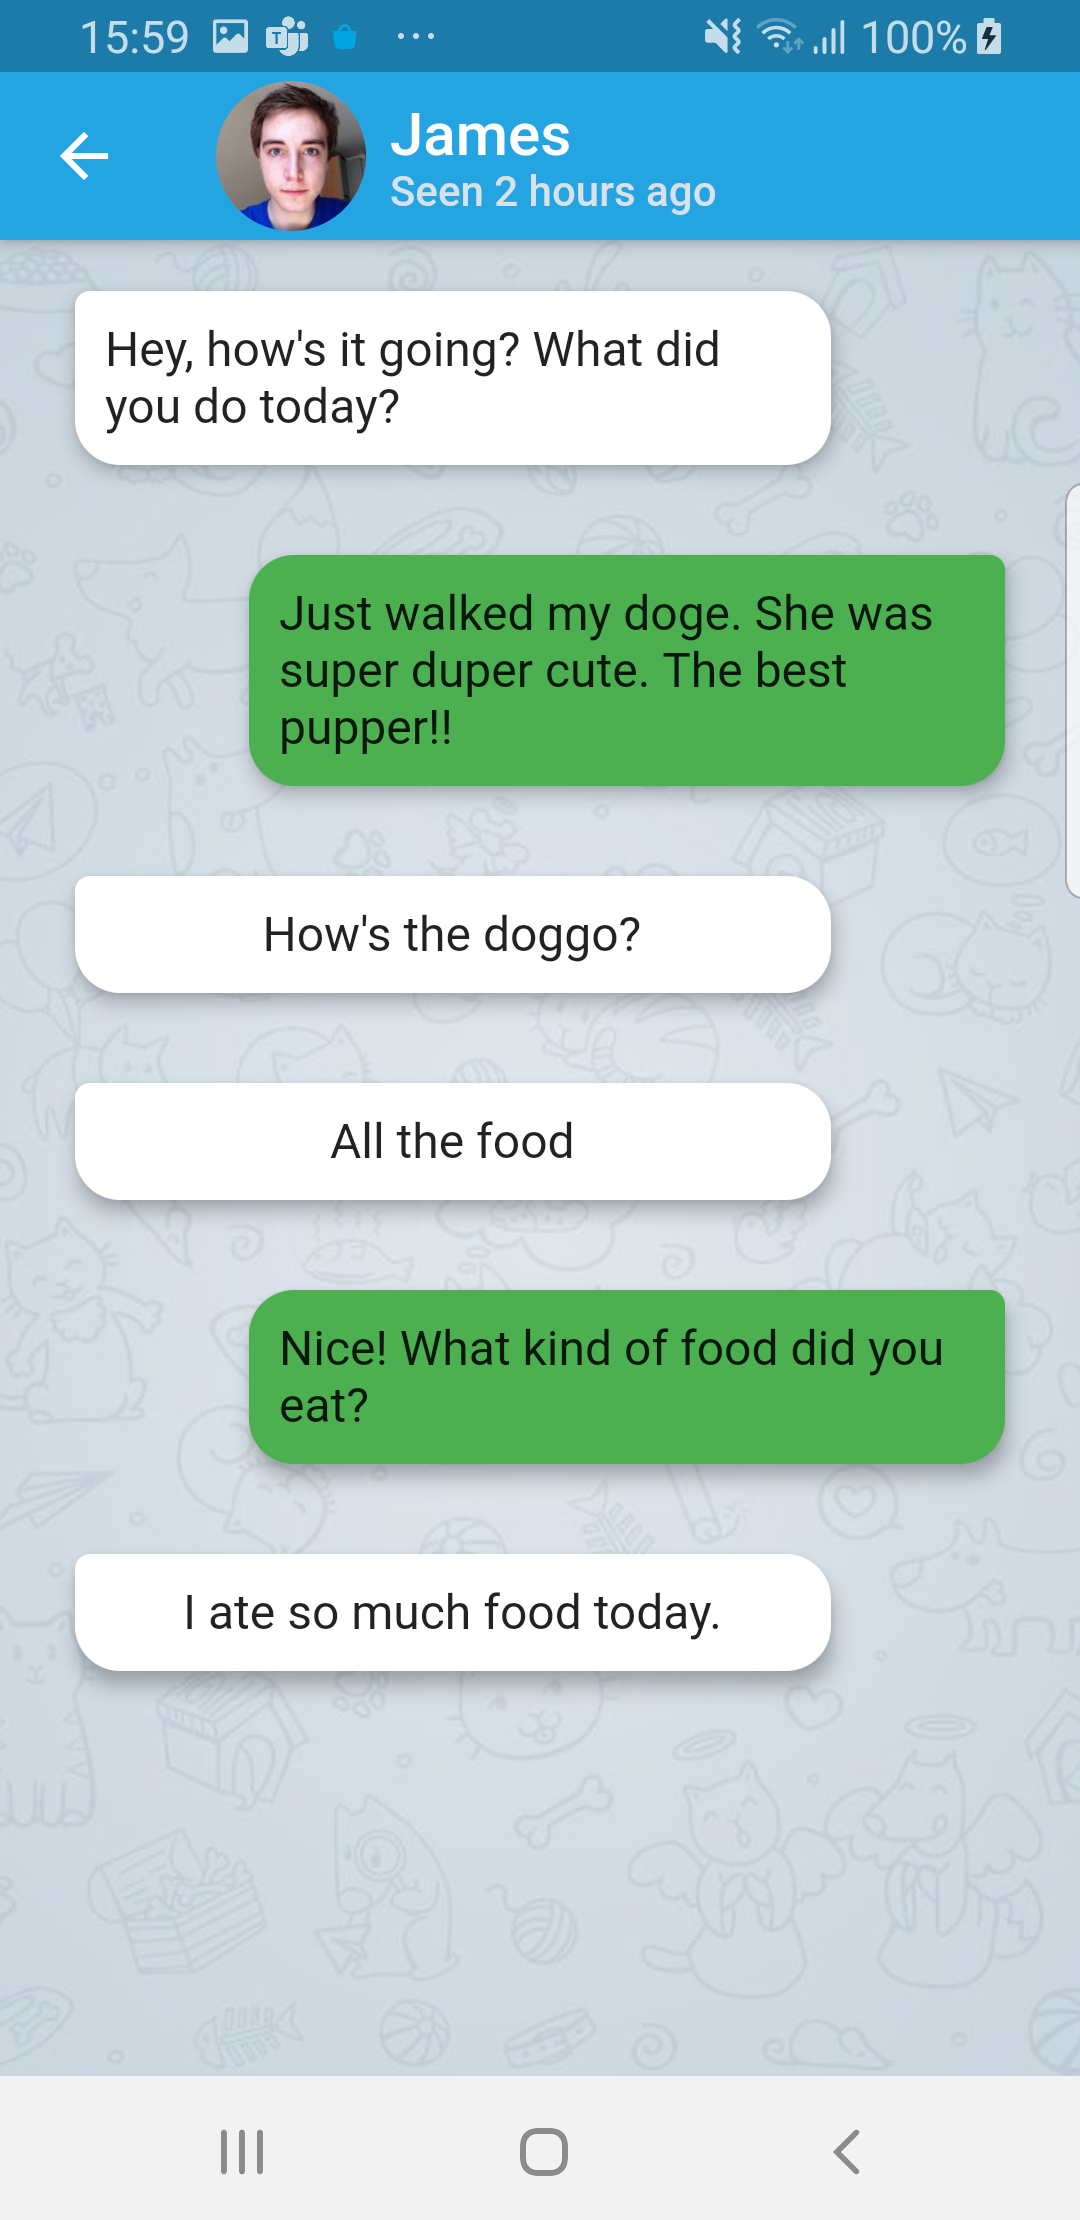 15:59 ... 100%
James
Seen 2 hours ago
Hey, how's it going? What did
you do today?
Just walked my doge. She was
super duper cute. The best
pupper!!
How's the doggo?
All the food
Nice! What kind of food did you
eat?
I ate so much food today.